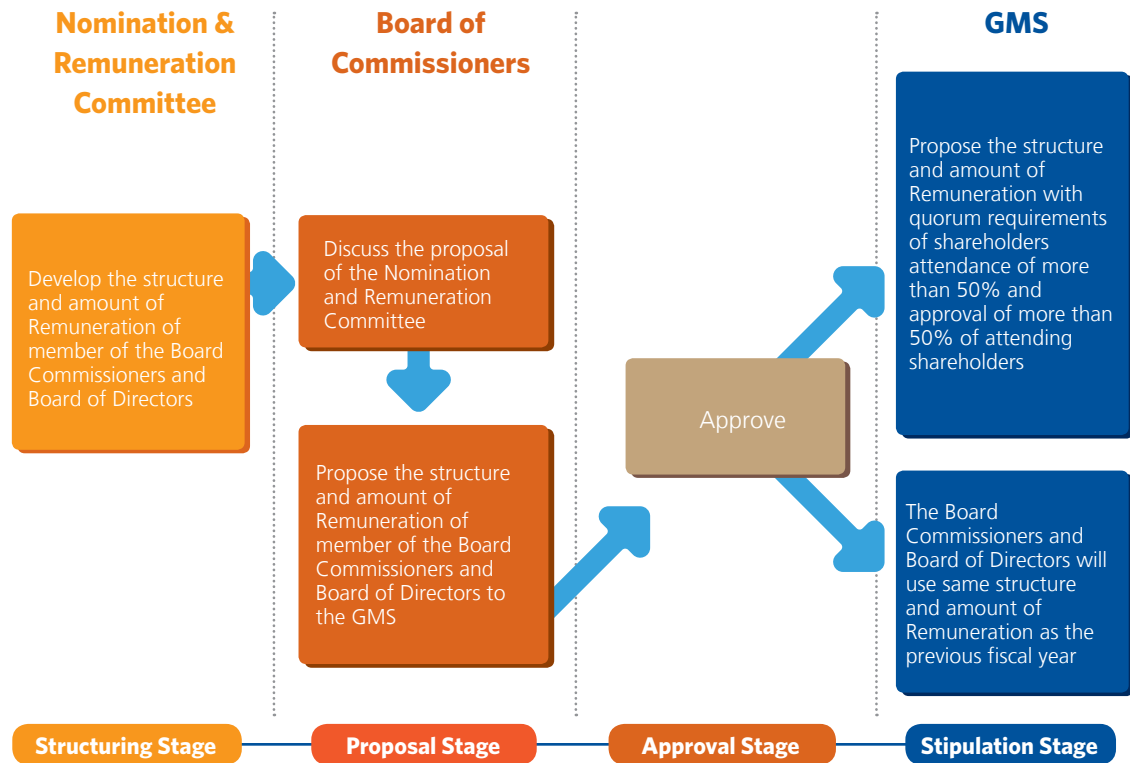 Nomination &
Remuneration
Committee
Board of
Commissioners
GMS
Develop the structure
and amount of
Remuneration of
member of the Board
Commissioners and
Board of Directors
Discuss the proposal
of the Nomination
and Remuneration
Committee
Propose the structure
and amount of
Remuneration of
member of the Board
Commissioners and
Board of Directors to
the GMS
Approve
Propose the structure
and amount of
Remuneration with
quorum requirements
of shareholders
attendance of more
than 50% and
approval of more than
50% of attending
shareholders
The Board
Commissioners and
Board of Directors will
use same structure
and amount of
Remuneration as the
previous fiscal year
Structuring Stage
Proposal Stage
Approval Stage
Stipulation Stage